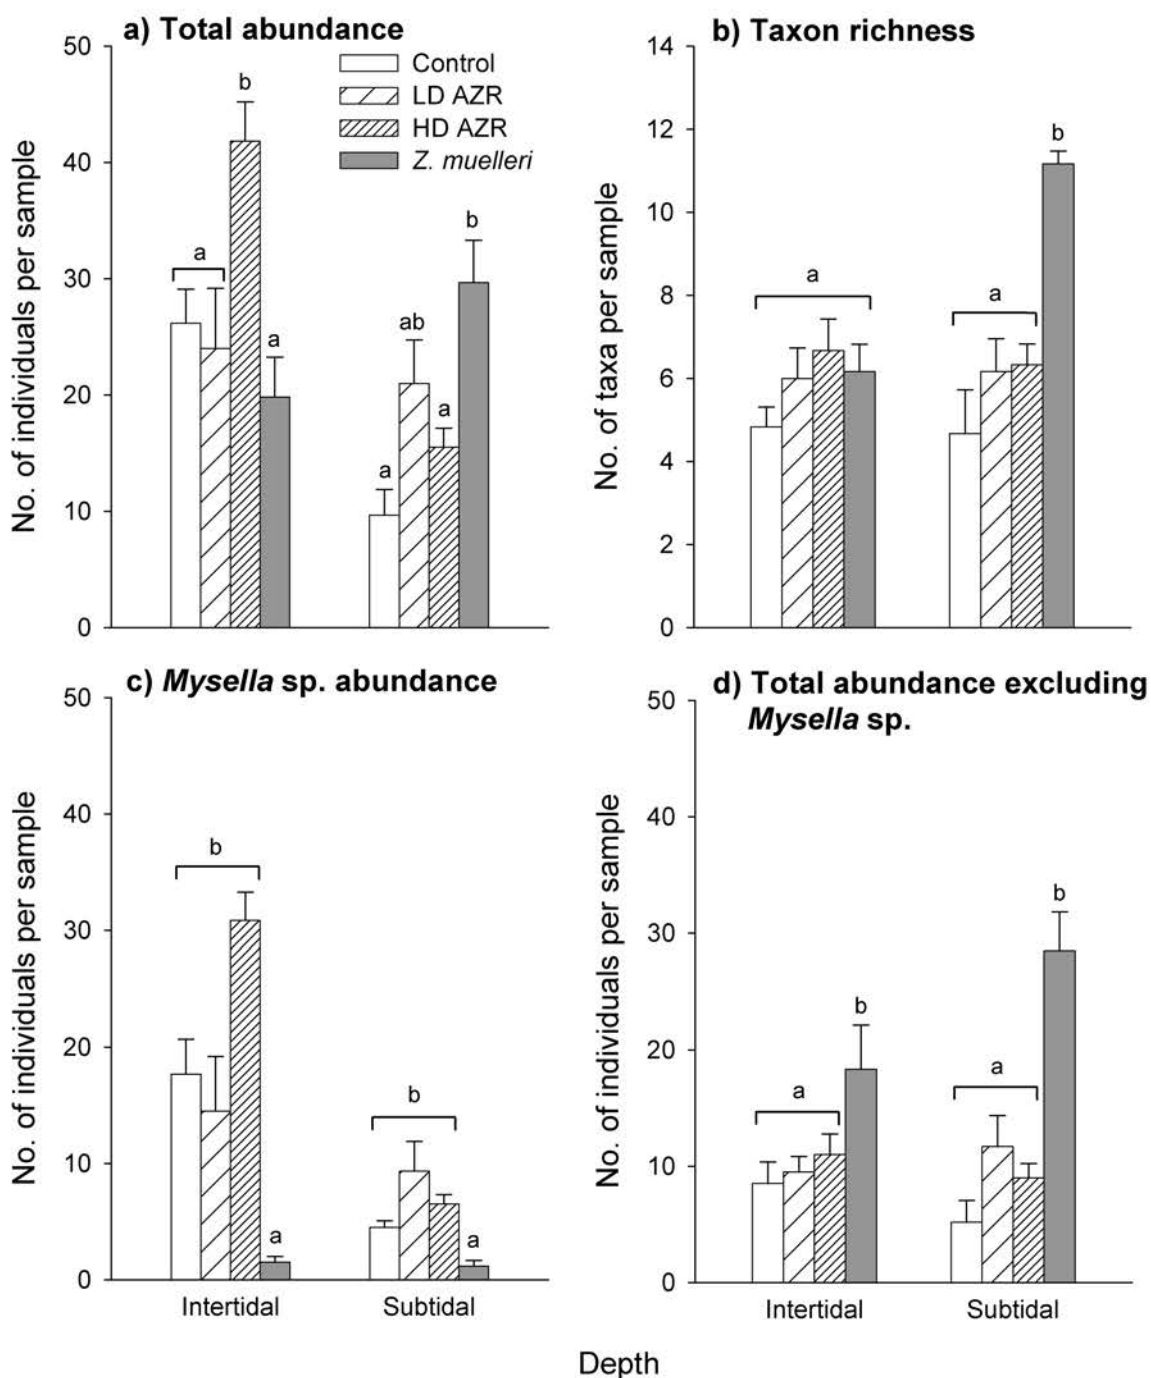 a) Total abundance
50
40
30
20
10
0
No. of individuals per sample
Control
LD AZR
HD AZR
Z. muelleri
a
b
a
a
ab
a
b
b) Taxon richness
14
12
10
8
6
4
2
0
No. of taxa per sample
a
a
b
c) Mysella sp. abundance
50
40
30
20
10
0
No. of individuals per sample
b
a
b
a
Intertidal
Subtidal
d) Total abundance excluding
Mysella sp.
50
40
30
20
10
0
No. of individuals per sample
a
b
a
b
Intertidal
Subtidal
Depth